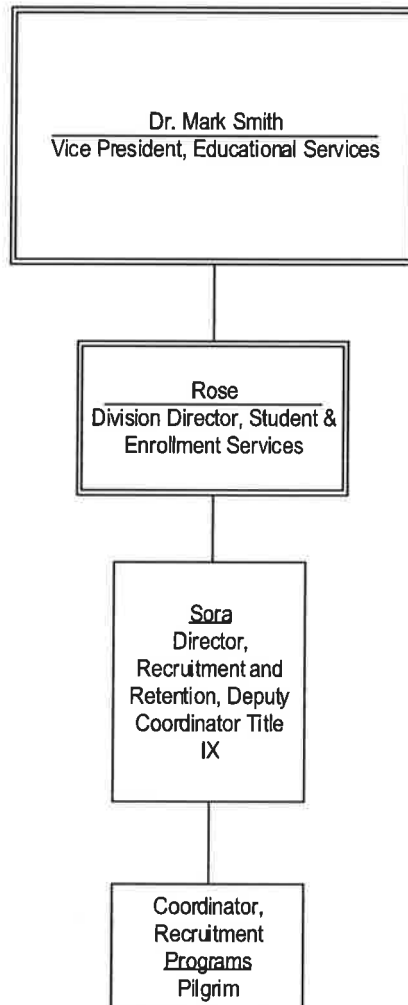 Dr. Mark Smith
Vice President, Educational Services
Rose
Division Director, Student &
Enrollment Services
Sora
Director,
Recruitment and
Retention, Deputy
Coordinator Title
IX
Coordinator,
Recruitment
Programs
Pilgrim